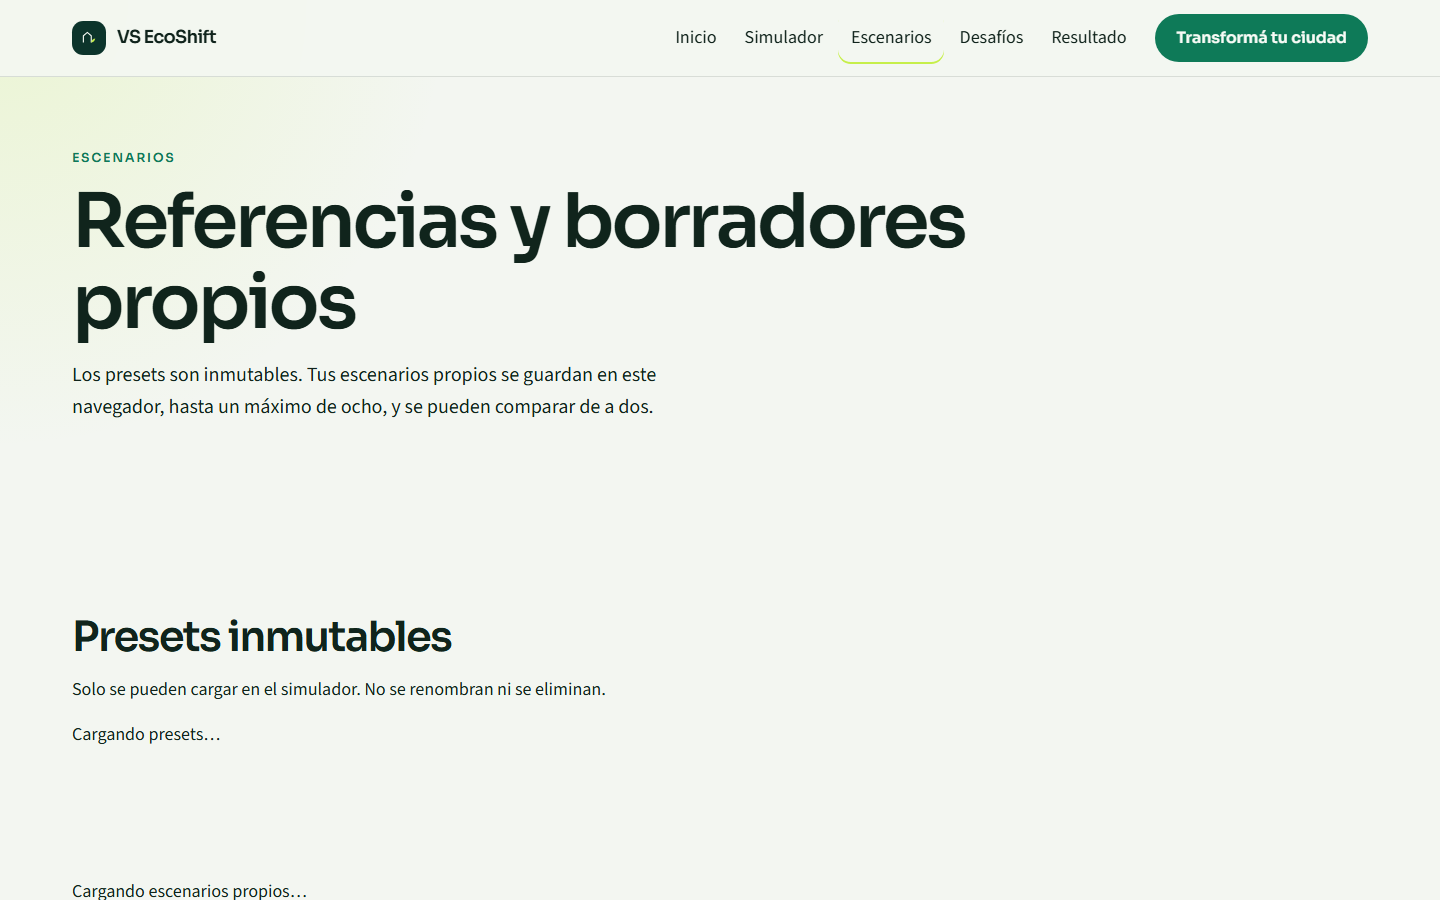 VS EcoShift
Inicio
Simulador
Escenarios
Desafíos
Resultado
Transformá tu ciudad
ESCENARIOS
Referencias y borradores
propios
Los presets son inmutables. Tus escenarios propios se guardan en este
navegador, hasta un máximo de ocho, y se pueden comparar de a dos.
Presets inmutables
Solo se pueden cargar en el simulador. No se renombran ni se eliminan.
Cargando presets…
Cargando escenarios propios…